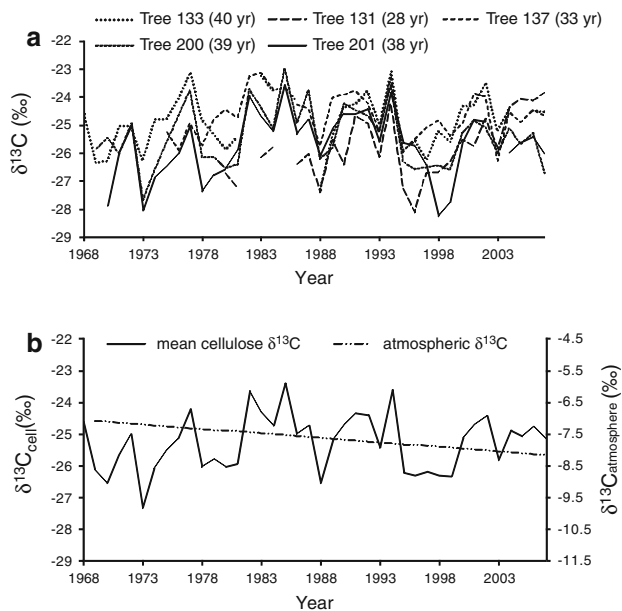 Tree 133 (40 yr) Tree 131 (28 yr) Tree 137 (33 yr)
a Tree 200 (39 yr) Tree 201 (38 yr)
-22
-23
-24
-25
-26
-27
-28
-29
δ13C (‰)
1968 1973 1978 1983 1988 1993 1998 2003
Year
b
mean cellulose δ13C atmospheric δ13C
-22
-23
-24
-25
-26
-27
-28
-29
δ13Ccell(‰)
-4.5
-5.5
-6.5
-7.5
-8.5
-9.5
-10.5
-11.5
δ13Catmosphere (‰)
1968 1973 1978 1983 1988 1993 1998 2003
Year